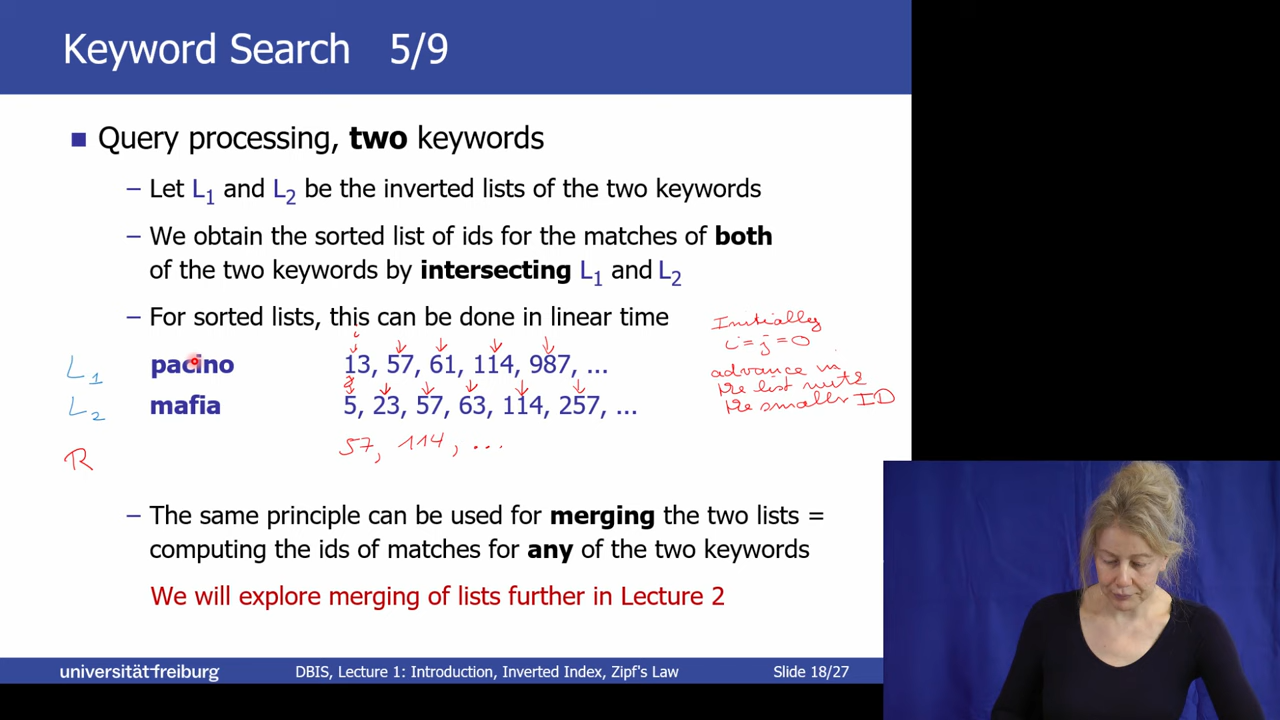 Keyword Search 5/9
■ Query processing, two keywords
– Let L1 and L2 be the inverted lists of the two keywords
– We obtain the sorted list of ids for the matches of both
of the two keywords by intersecting L1 and L2
– For sorted lists, this can be done in linear time
Initially
i=j=0
L1 pacino 13, 57, 61, 114, 987, ...
advance in
the list with
the smaller ID
L2 mafia 5, 23, 57, 63, 114, 257, ...
R 57, 114, ...
– The same principle can be used for merging the two lists =
computing the ids of matches for any of the two keywords
We will explore merging of lists further in Lecture 2
universität freiburg DBIS, Lecture 1: Introduction, Inverted Index, Zipf's Law Slide 18/27